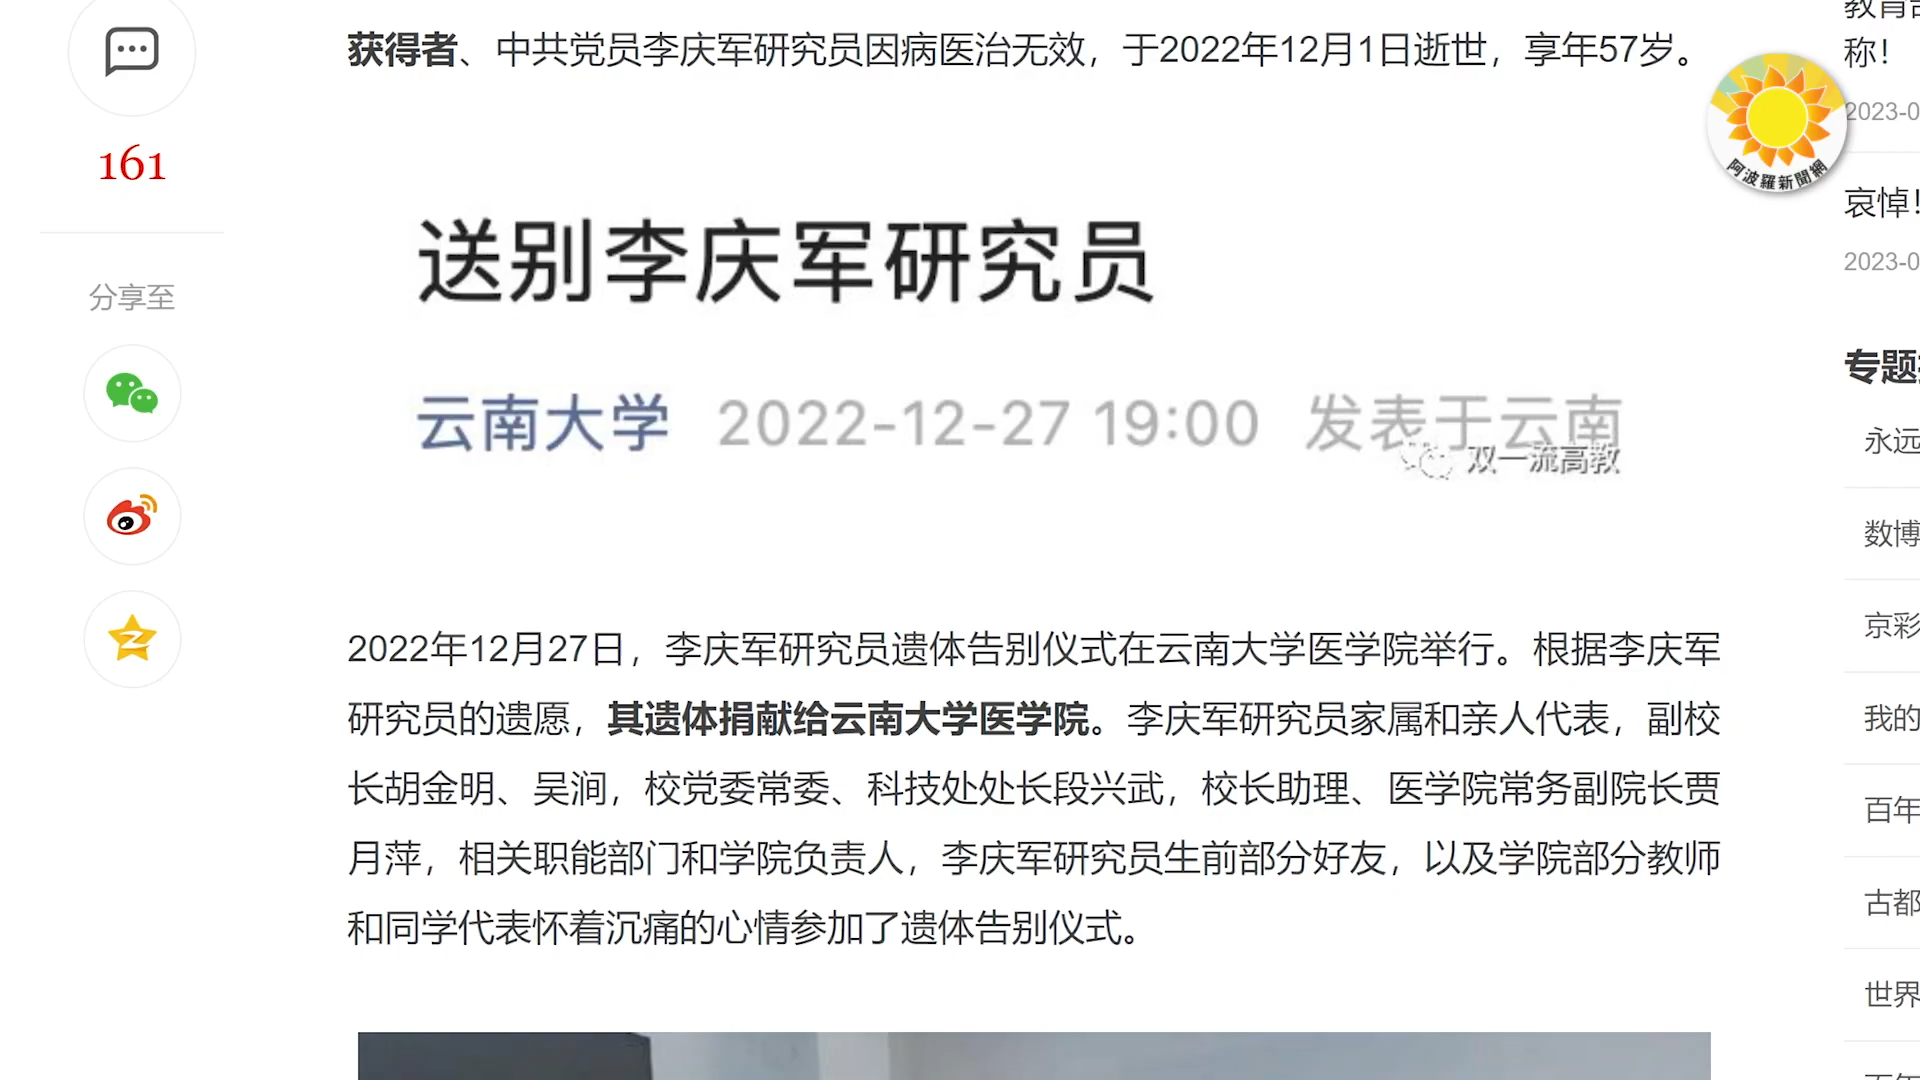 获得者、中共党员李庆军研究员因病医治无效，于2022年12月1日逝世，享年57岁。
161
分享至
送别李庆军研究员
云南大学 2022-12-27 19:00 发表于云南
双一流高教
2022年12月27日，李庆军研究员遗体告别仪式在云南大学医学院举行。根据李庆军
研究员的遗愿，其遗体捐献给云南大学医学院。李庆军研究员家属和亲人代表，副校
长胡金明、吴涧，校党委常委、科技处处长段兴武，校长助理、医学院常务副院长贾
月萍，相关职能部门和学院负责人，李庆军研究员生前部分好友，以及学院部分教师
和同学代表怀着沉痛的心情参加了遗体告别仪式。
阿波羅新聞網
称！
2023-0
哀悼！
2023-0
专题
永远
数博
京彩
我的
百年
古都
世界